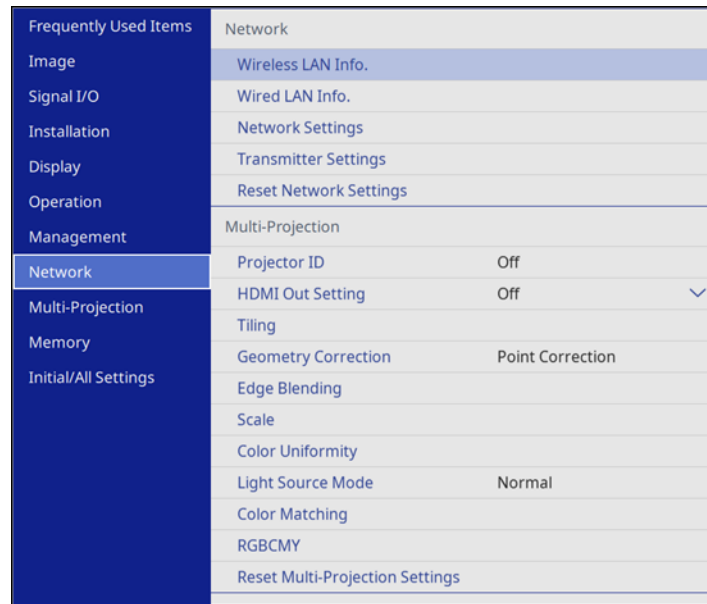 Frequently Used Items
Image
Signal I/O
Installation
Display
Operation
Management
Network
Multi-Projection
Memory
Initial/All Settings
Network
Wireless LAN Info.
Wired LAN Info.
Network Settings
Transmitter Settings
Reset Network Settings
Multi-Projection
Projector ID Off
HDMI Out Setting Off
Tiling
Geometry Correction Point Correction
Edge Blending
Scale
Color Uniformity
Light Source Mode Normal
Color Matching
RGBCMY
Reset Multi-Projection Settings